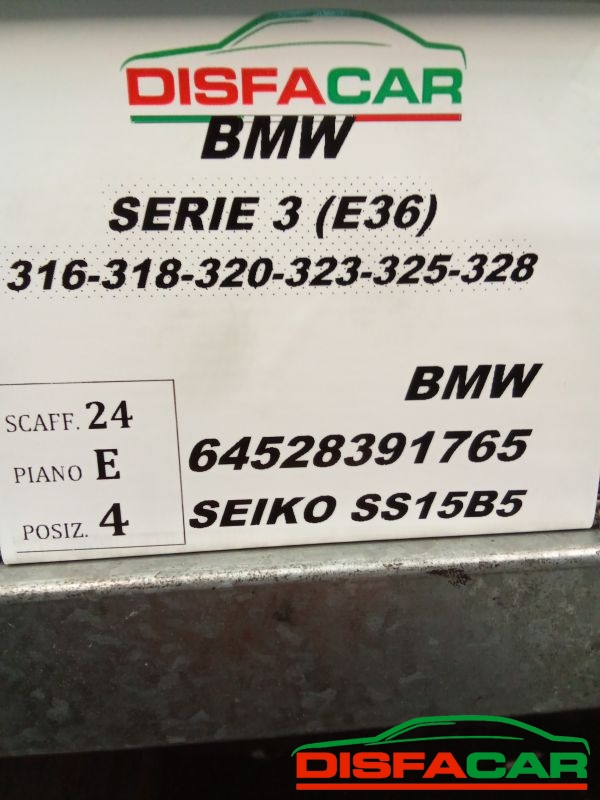 DISFACAR
BMW
SERIE 3 (E36)
316-318-320-323-325-328
BMW
64528391765
SEIKO SS15B5
SCAFF. 24
PIANO E
POSIZ. 4
DISFACAR